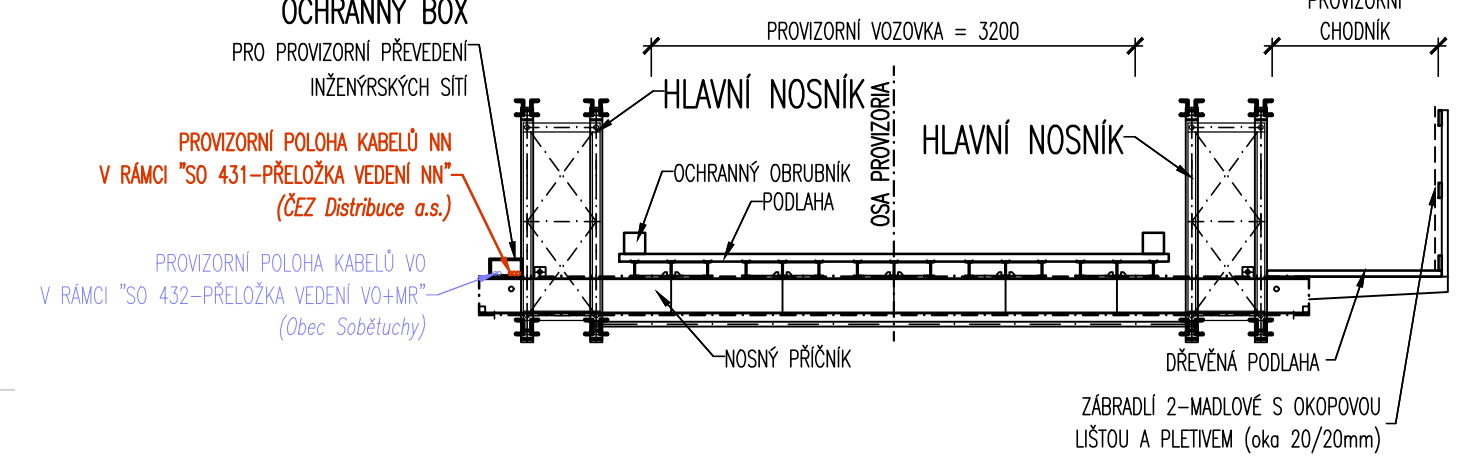 OCHRANNÝ BOX
PRO PROVIZORNÍ PŘEVEDENÍ
INŽENÝRSKÝCH SÍTÍ
PROVIZORNÍ POLOHA KABELŮ NN
V RÁMCI "SO 431-PŘELOŽKA VEDENÍ NN"
(ČEZ Distribuce a.s.)
PROVIZORNÍ POLOHA KABELŮ VO
V RÁMCI "SO 432-PŘELOŽKA VEDENÍ VO+MR"
(Obec Sobětuchy)
PROVIZORNÍ VOZOVKA = 3200
HLAVNÍ NOSNÍK
OCHRANNÝ OBRUBNÍK
PODLAHA
OSA PROVIZORIA
HLAVNÍ NOSNÍK
NOSNÝ PŘÍČNÍK
PROVIZORNÍ
CHODNÍK
DŘEVĚNÁ PODLAHA
ZÁBRADLÍ 2-MADLOVÉ S OKOPOVOU
LIŠTOU A PLETIVEM (oka 20/20mm)